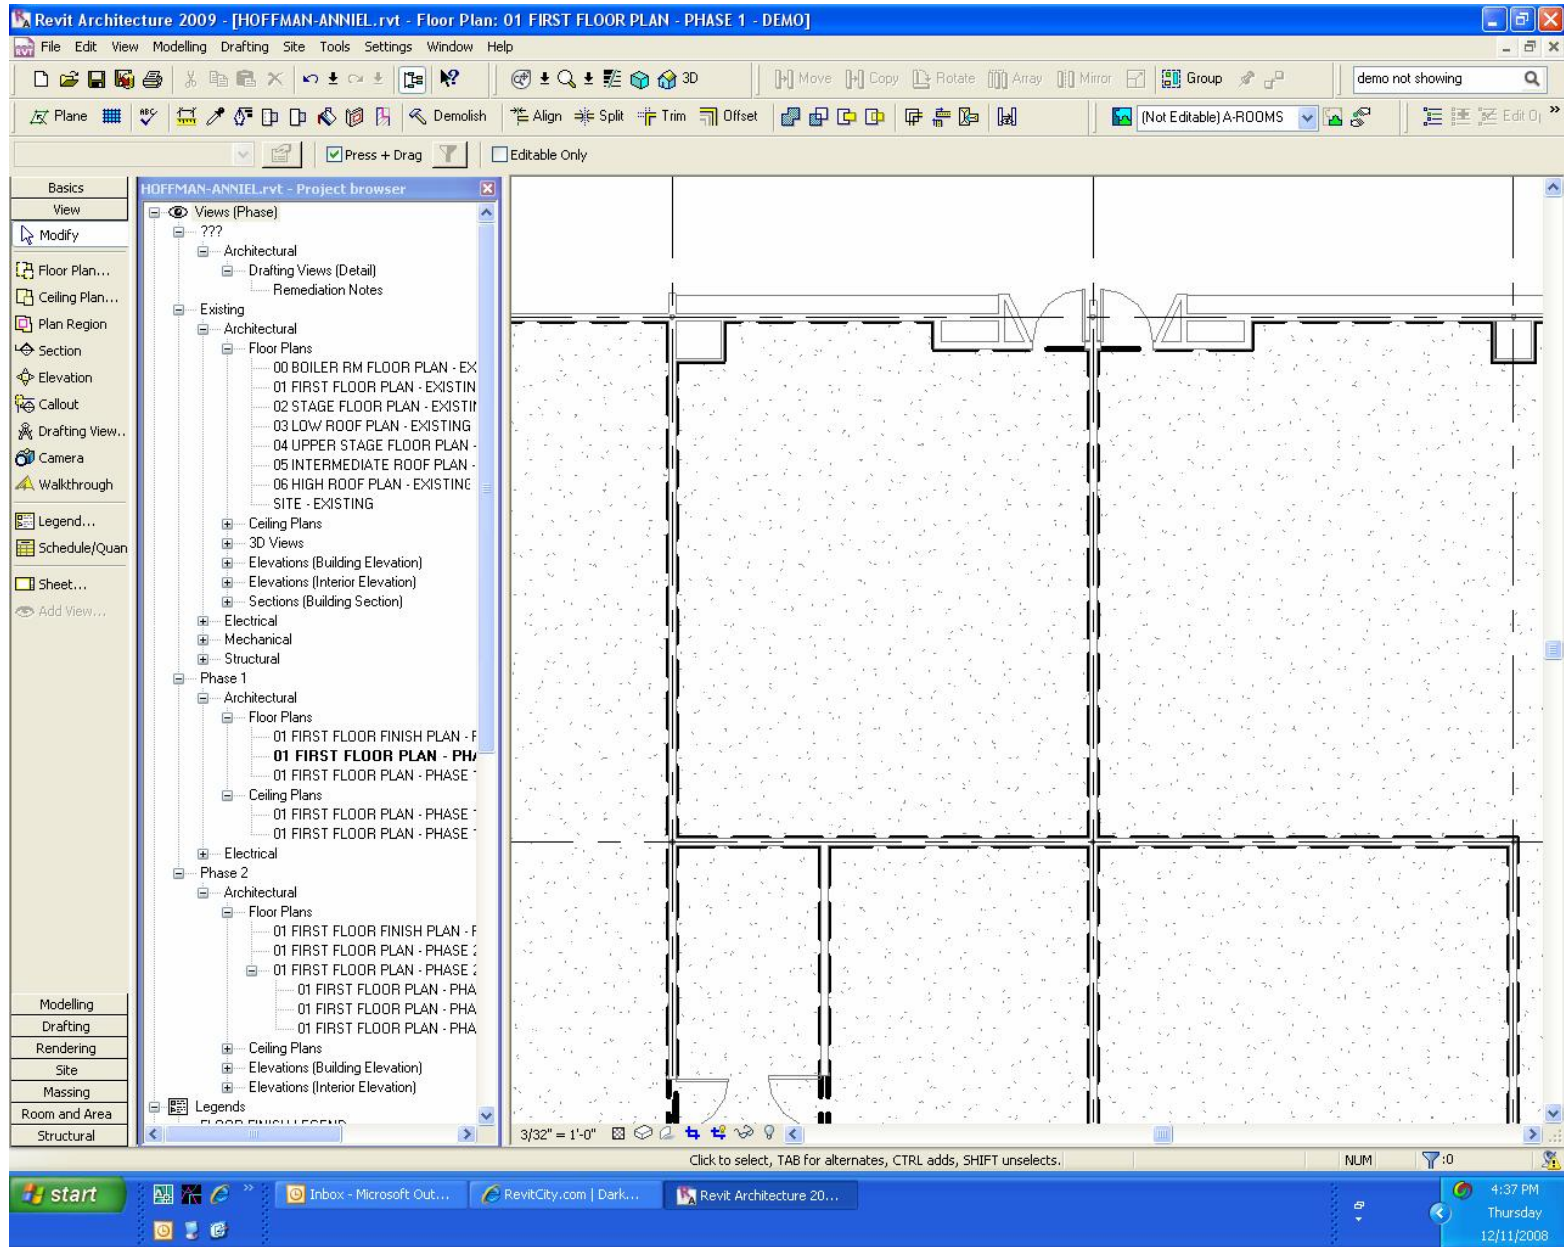 Revit Architecture 2009 - [HOFFMAN-ANNIEL.rvt - Floor Plan: 01 FIRST FLOOR PLAN - PHASE 1 - DEMO]
File Edit View Modelling Drafting Site Tools Settings Window Help
3D Move Copy Rotate Array Mirror Group demo not showing
Plane Demolish Align Split Trim Offset (Not Editable) A-ROOMS Edit
Press + Drag Editable Only
Basics
View
Modify
Floor Plan...
Ceiling Plan...
Plan Region
Section
Elevation
Callout
Drafting View..
Camera
Walkthrough
Legend...
Schedule/Quan
Sheet...
Add View...
Modelling
Drafting
Rendering
Site
Massing
Room and Area
Structural
HOFFMAN-ANNIEL.rvt - Project browser
Views (Phase)
???
Architectural
Drafting Views (Detail)
Remediation Notes
Existing
Architectural
Floor Plans
00 BOILER RM FLOOR PLAN - EX
01 FIRST FLOOR PLAN - EXISTIN
02 STAGE FLOOR PLAN - EXISTIN
03 LOW ROOF PLAN - EXISTING
04 UPPER STAGE FLOOR PLAN -
05 INTERMEDIATE ROOF PLAN -
06 HIGH ROOF PLAN - EXISTING
SITE - EXISTING
Ceiling Plans
3D Views
Elevations (Building Elevation)
Elevations (Interior Elevation)
Sections (Building Section)
Electrical
Mechanical
Structural
Phase 1
Architectural
Floor Plans
01 FIRST FLOOR FINISH PLAN - F
01 FIRST FLOOR PLAN - PHA
01 FIRST FLOOR PLAN - PHASE 1
Ceiling Plans
01 FIRST FLOOR PLAN - PHASE 1
01 FIRST FLOOR PLAN - PHASE 1
Electrical
Phase 2
Architectural
Floor Plans
01 FIRST FLOOR FINISH PLAN - F
01 FIRST FLOOR PLAN - PHASE 2
01 FIRST FLOOR PLAN - PHASE 2
01 FIRST FLOOR PLAN - PHA
01 FIRST FLOOR PLAN - PHA
01 FIRST FLOOR PLAN - PHA
Ceiling Plans
Elevations (Building Elevation)
Elevations (Interior Elevation)
Legends
FLOOR FINISH LEGEND
3/32" = 1'-0"
Click to select, TAB for alternates, CTRL adds, SHIFT unselects. NUM :0
start Inbox - Microsoft Out... RevitCity.com | Dark... Revit Architecture 20... 4:37 PM
Thursday
12/11/2008